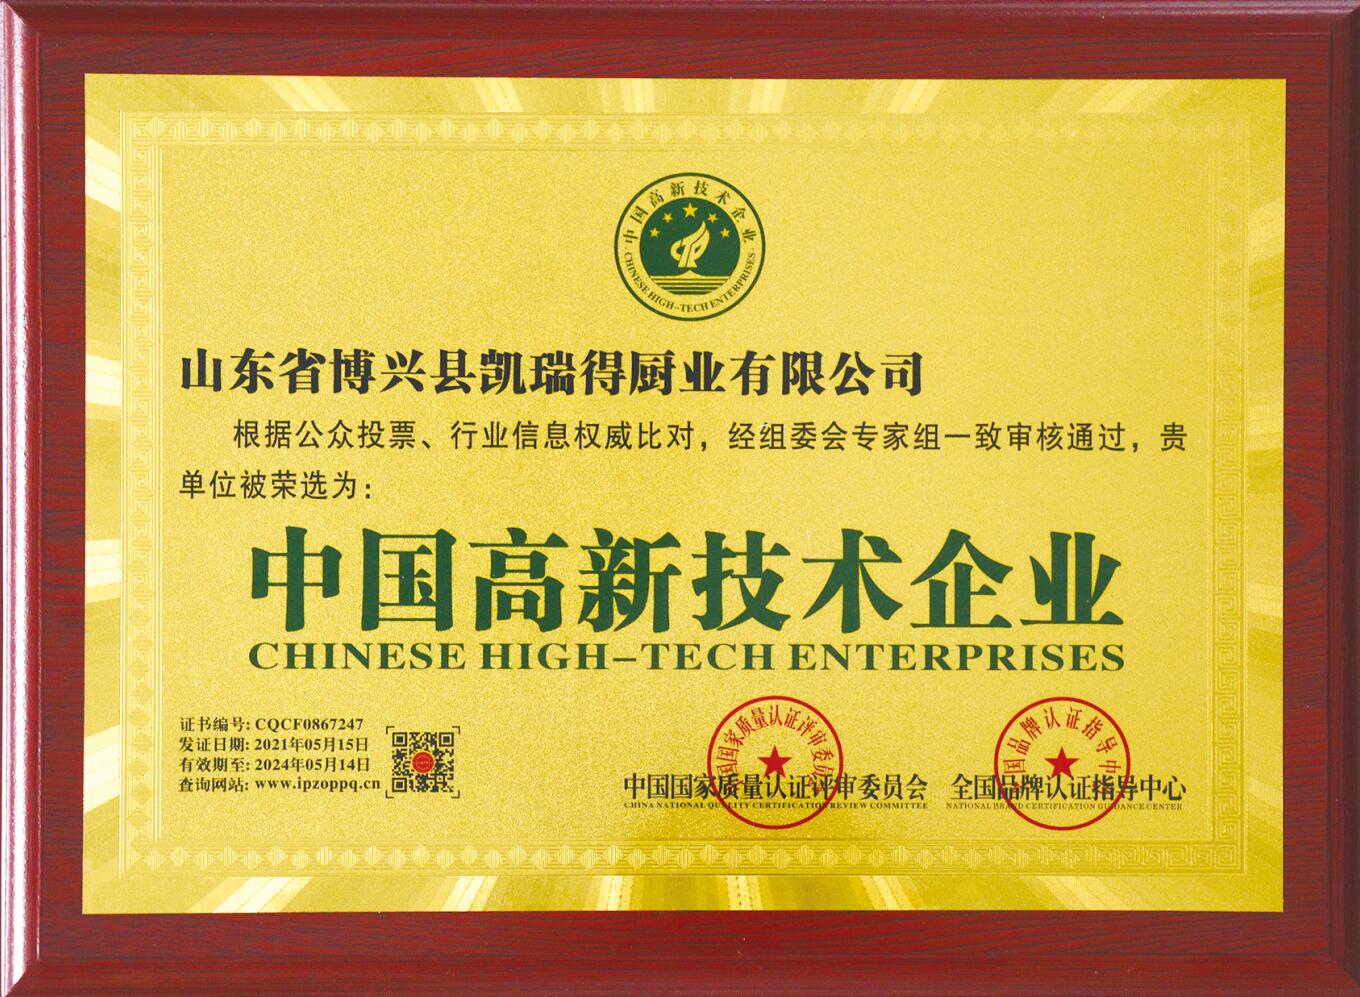 中国高新技术企业
CHINESE HIGH-TECH ENTERPRISES
山东省博兴县凯瑞得厨业有限公司
根据公众投票、行业信息权威比对，经组委会专家组一致审核通过，贵
单位被荣选为：
中国高新技术企业
CHINESE HIGH-TECH ENTERPRISES
证书编号: CQCF0867247
发证日期: 2021年05月15日
有效期至: 2024年05月14日
查询网站: www.ipzoppq.cn
中国国家质量认证评审委员会 全国品牌认证指导中心
CHINA NATIONAL QUALITY CERTIFICATION REVIEW COMMITTEE NATIONAL BRAND CERTIFICATION GUIDANCE CENTER